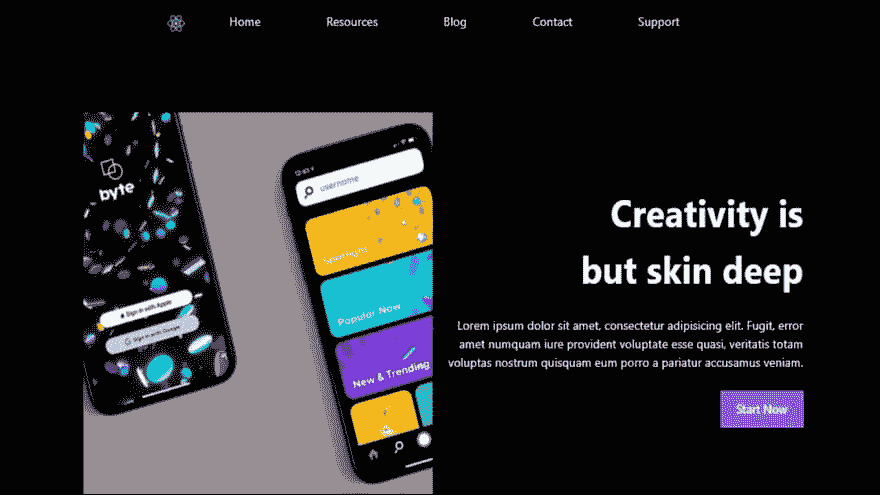 Home Resources Blog Contact Support
byte
Sign in with Apple
Sign in with Google
12:43
username
Spotlight
Popular Now
New & Trending
Creativity is
but skin deep
Lorem ipsum dolor sit amet, consectetur adipisicing elit. Fugit, error
amet numquam iure provident voluptate esse quasi, veritatis totam
voluptas nostrum quisquam eum porro a pariatur accusamus veniam.
Start Now